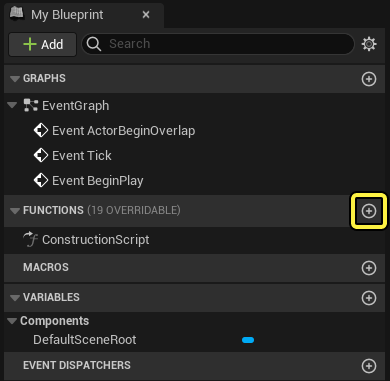 My Blueprint
Add
Search
GRAPHS
EventGraph
Event ActorBeginOverlap
Event Tick
Event BeginPlay
FUNCTIONS (19 OVERRIDABLE)
ConstructionScript
MACROS
VARIABLES
Components
DefaultSceneRoot
EVENT DISPATCHERS